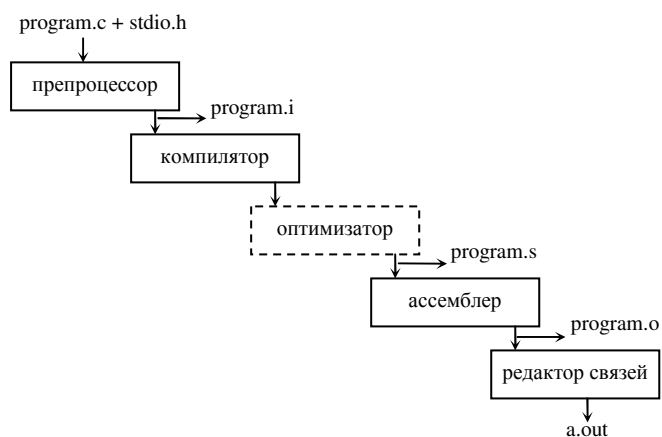 program.c + stdio.h
препроцессор
program.i
компилятор
оптимизатор
program.s
ассемблер
program.o
редактор связей
a.out